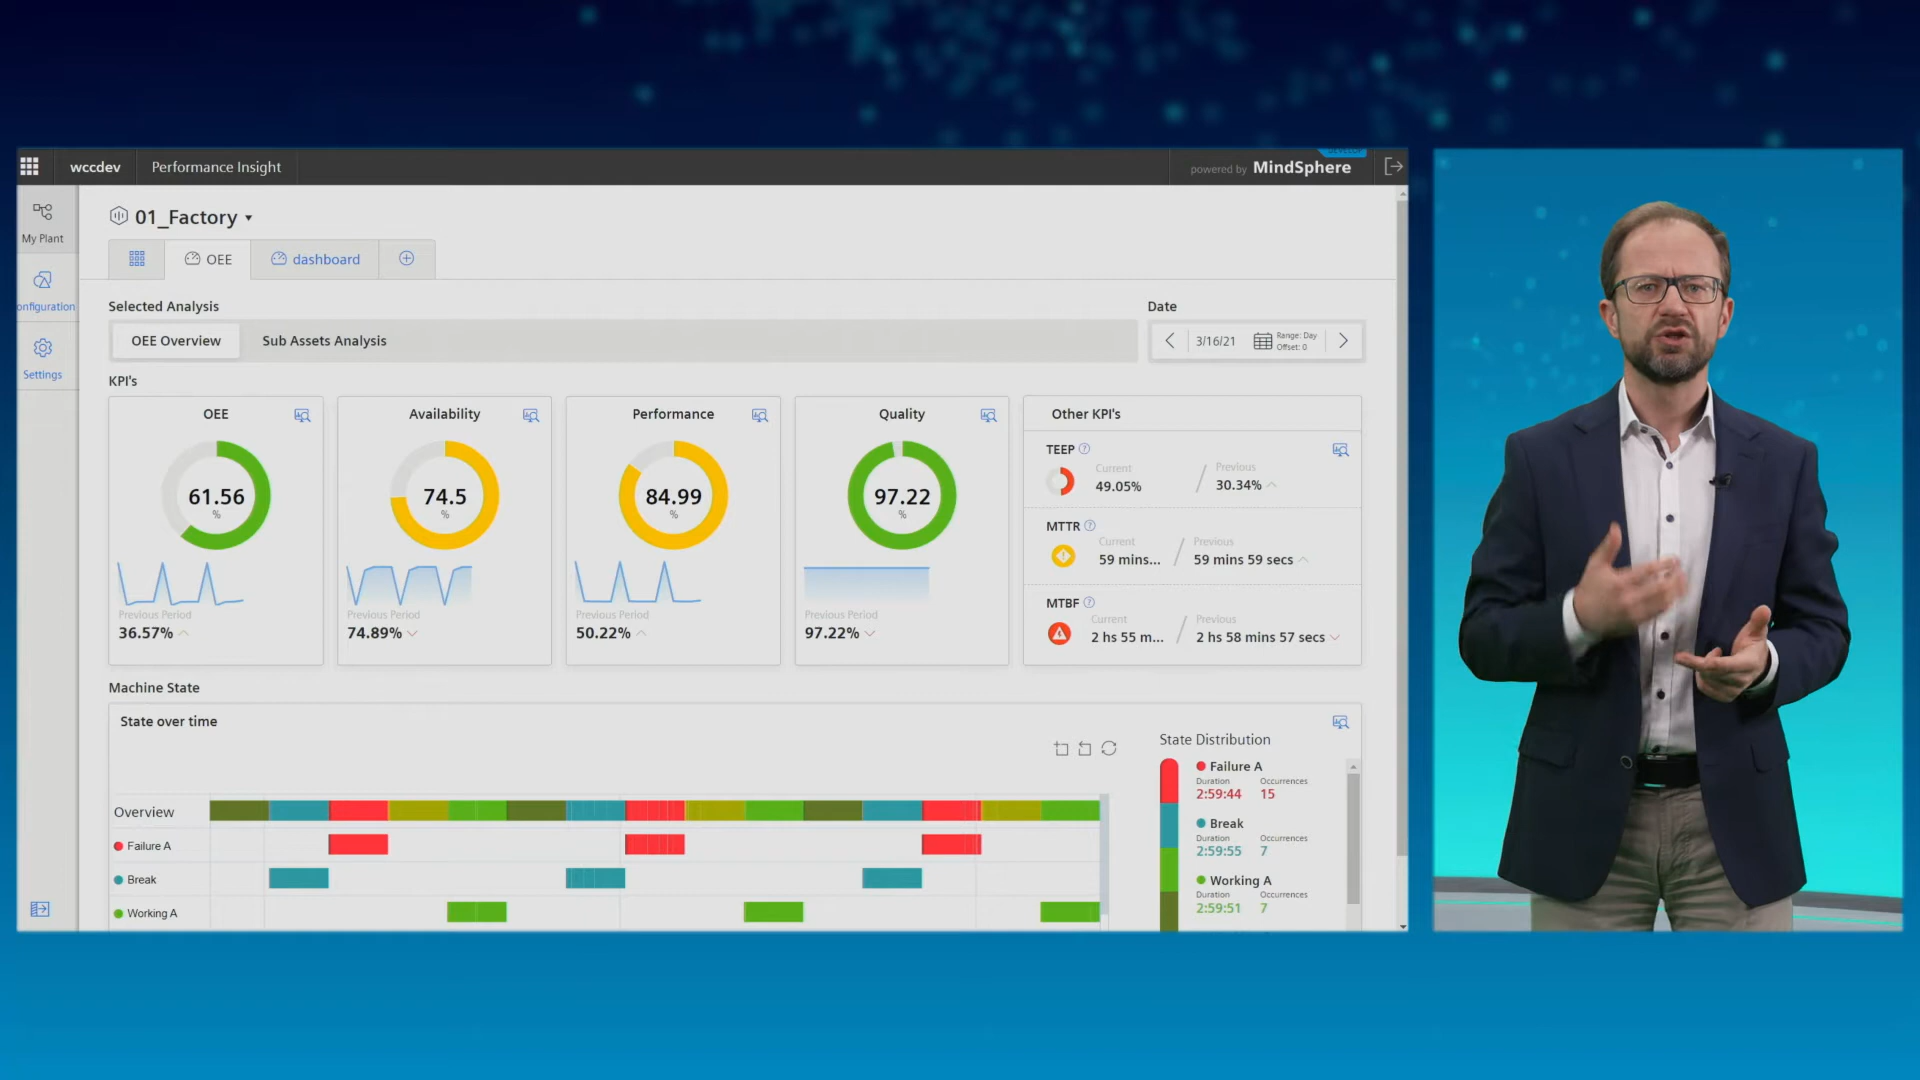 wccdev Performance Insight powered by MindSphere
My Plant
onfiguration
Settings
01_Factory
OEE dashboard
Selected Analysis
OEE Overview Sub Assets Analysis
Date
3/16/21 Range: Day
Offset: 0
KPI's
OEE
61.56
%
Previous Period
36.57%
Availability
74.5
%
Previous Period
74.89%
Performance
84.99
%
Previous Period
50.22%
Quality
97.22
%
Previous Period
97.22%
Other KPI's
TEEP
Current Previous
49.05% / 30.34%
MTTR
Current Previous
59 mins... / 59 mins 59 secs
MTBF
Current Previous
2 hs 55 m... / 2 hs 58 mins 57 secs
Machine State
State over time
Overview
Failure A
Break
Working A
State Distribution
Failure A
Duration Occurrences
2:59:44 15
Break
Duration Occurrences
2:59:55 7
Working A
Duration Occurrences
2:59:51 7